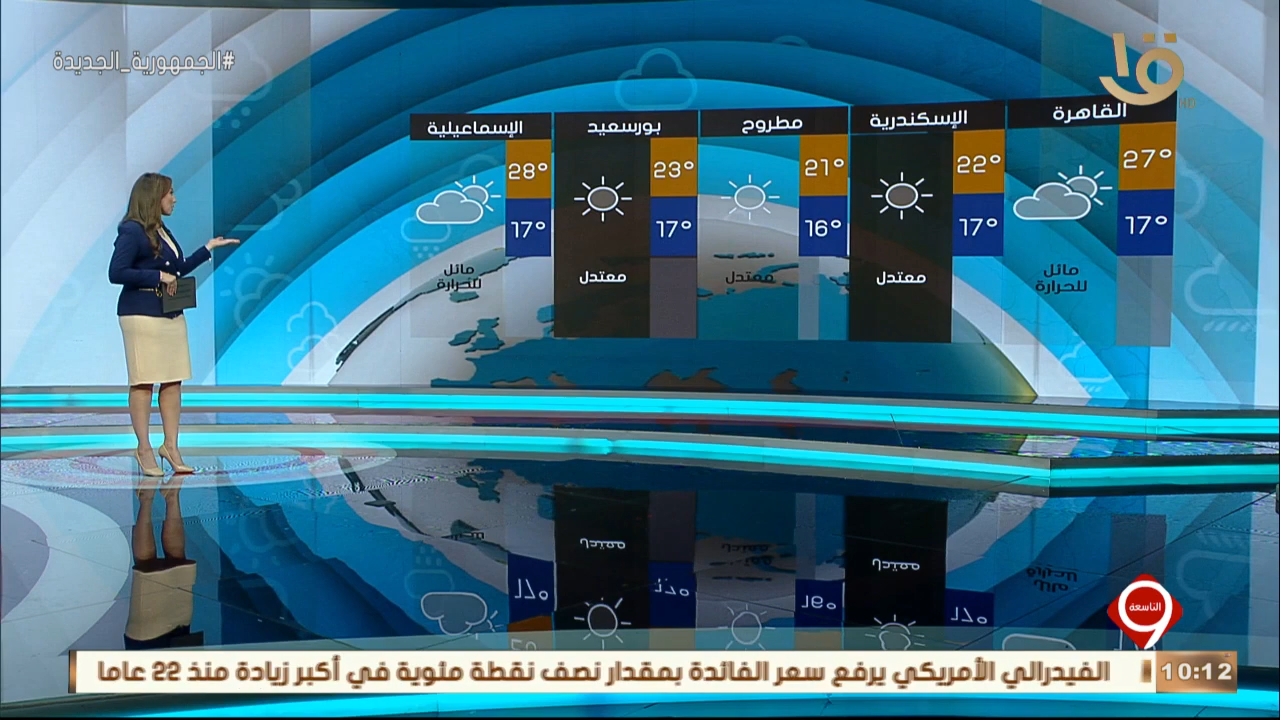 #الجمهورية_الجديدة
القاهرة
27°
17°
مائل
للحرارة
الإسكندرية
22°
17°
معتدل
مطروح
21°
16°
معتدل
بورسعيد
23°
17°
معتدل
الإسماعيلية
28°
17°
مائل
للحرارة
التاسعة
9
الفيدرالي الأمريكي يرفع سعر الفائدة بمقدار نصف نقطة مئوية في أكبر زيادة منذ 22 عاما
10:12